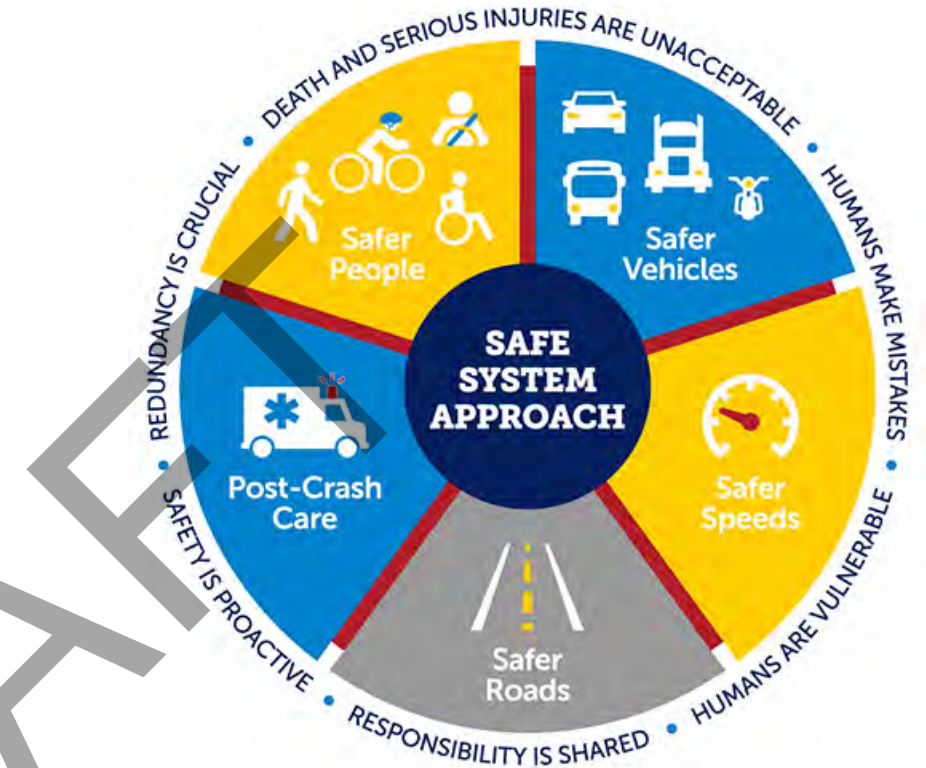 DEATH AND SERIOUS INJURIES ARE UNACCEPTABLE
HUMANS MAKE MISTAKES
HUMANS ARE VULNERABLE
RESPONSIBILITY IS SHARED
SAFETY IS PROACTIVE
REDUNDANCY IS CRUCIAL
Safer
People
Safer
Vehicles
SAFE
SYSTEM
APPROACH
Post-Crash
Care
Safer
Speeds
Safer
Roads